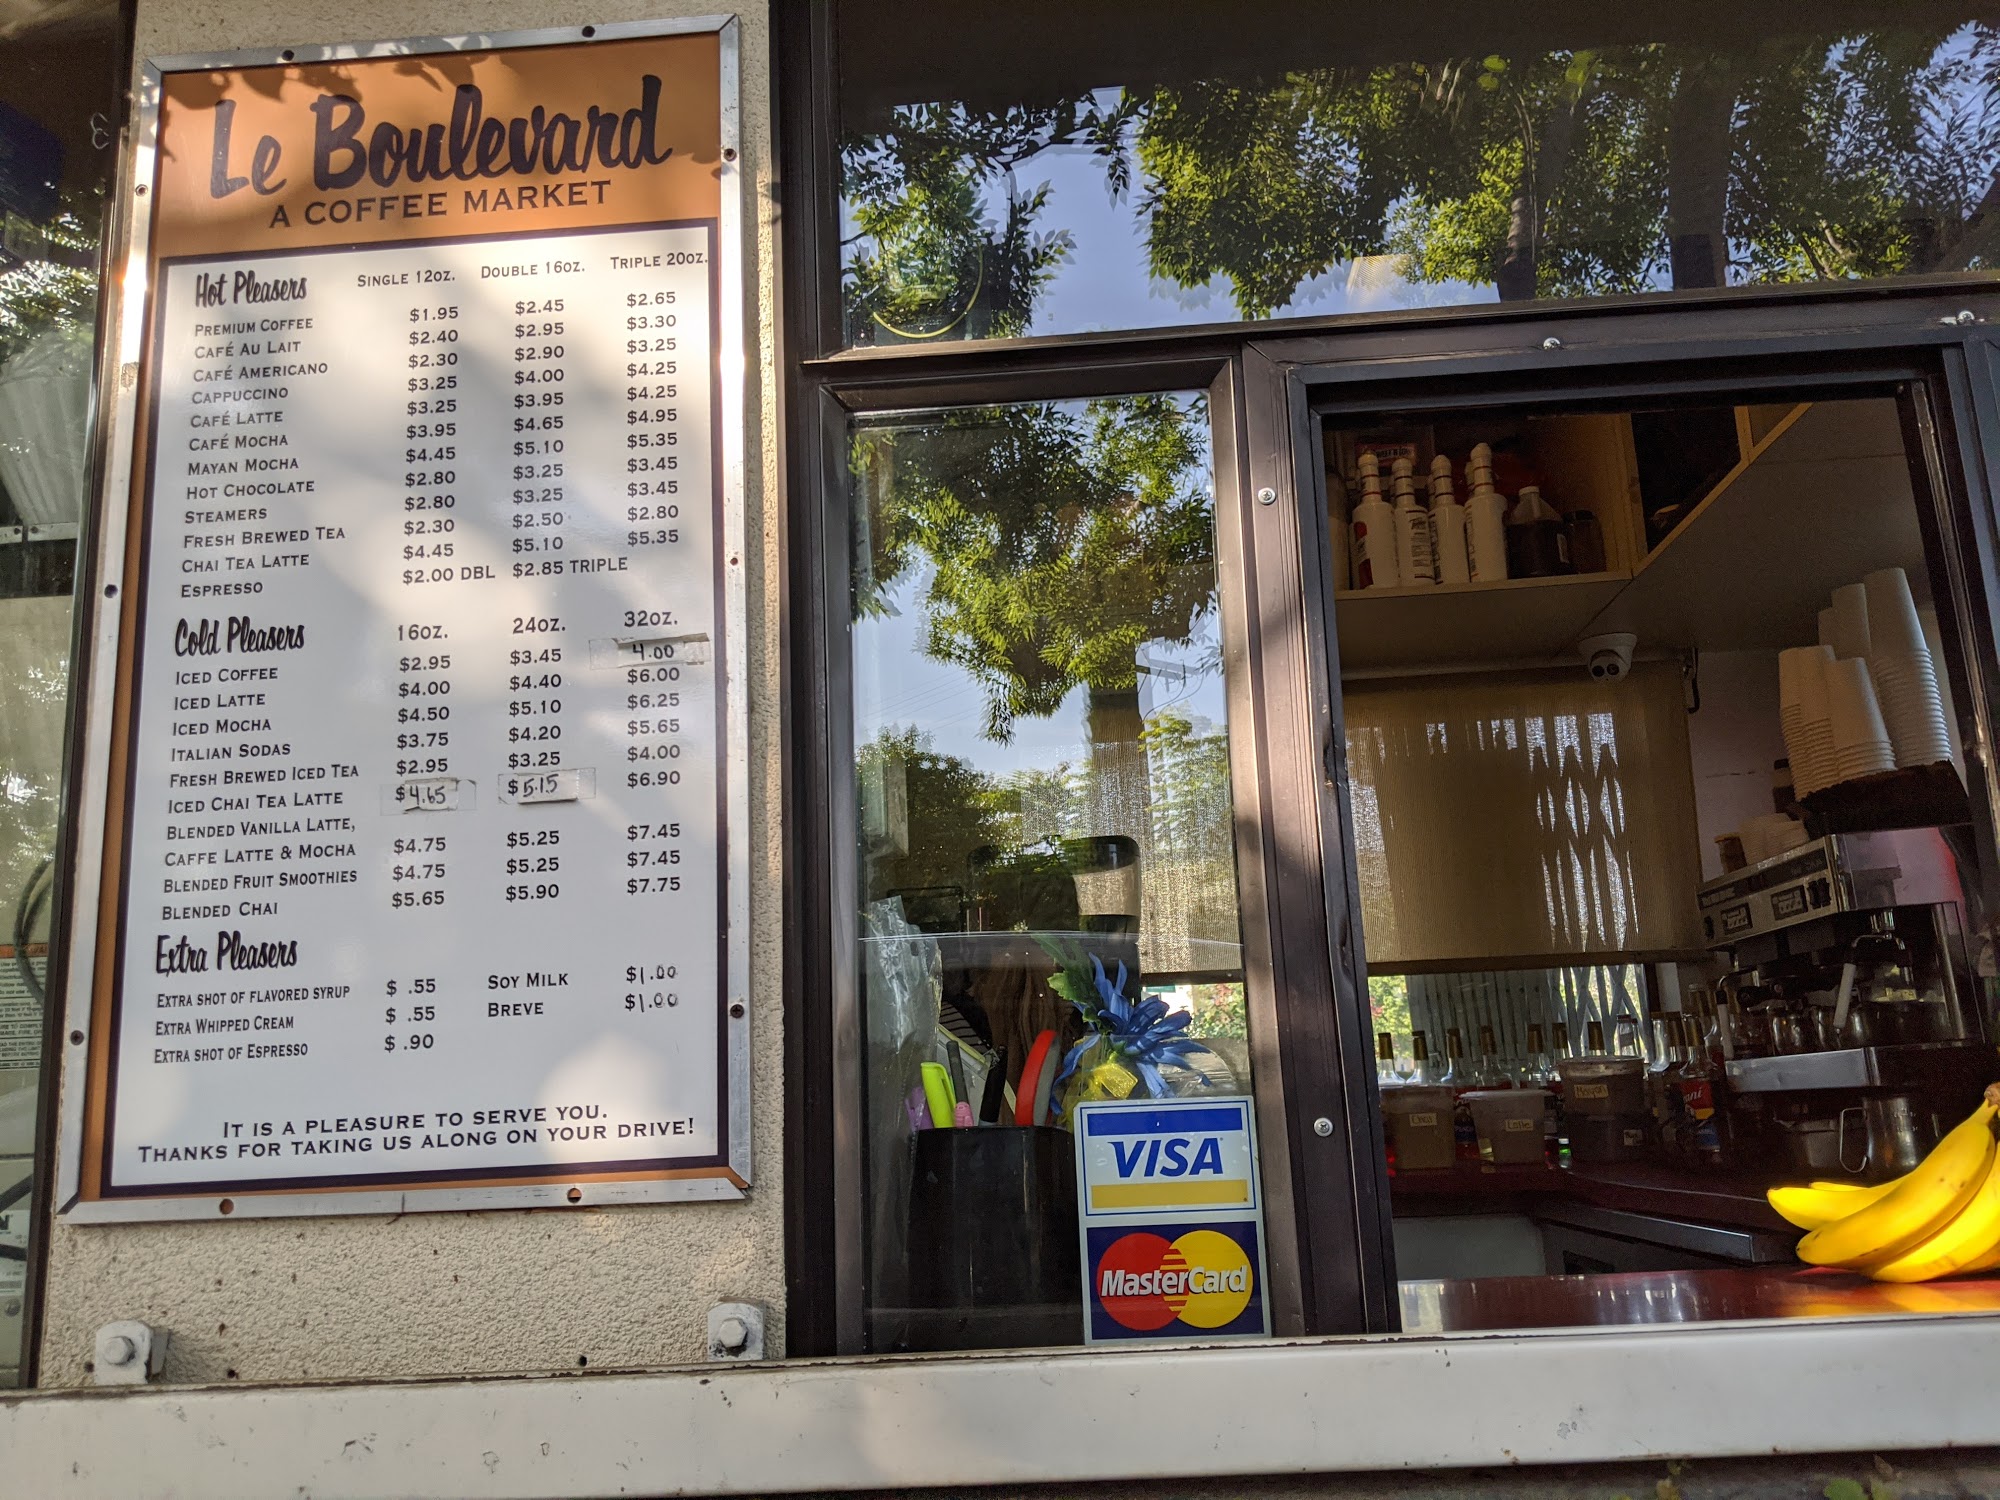 Le Boulevard
A COFFEE MARKET
Hot Pleasers SINGLE 12OZ. DOUBLE 16OZ. TRIPLE 20OZ.
PREMIUM COFFEE $1.95 $2.45 $2.65
CAFÉ AU LAIT $2.40 $2.95 $3.30
CAFÉ AMERICANO $2.30 $2.90 $3.25
CAPPUCCINO $3.25 $4.00 $4.25
CAFÉ LATTE $3.25 $3.95 $4.25
CAFÉ MOCHA $3.95 $4.65 $4.95
MAYAN MOCHA $4.45 $5.10 $5.35
HOT CHOCOLATE $2.80 $3.25 $3.45
STEAMERS $2.80 $3.25 $3.45
FRESH BREWED TEA $2.30 $2.50 $2.80
CHAI TEA LATTE $4.45 $5.10 $5.35
ESPRESSO $2.00 DBL $2.85 TRIPLE
Cold Pleasers 16OZ. 24OZ. 32OZ.
ICED COFFEE $2.95 $3.45 4.00
ICED LATTE $4.00 $4.40 $6.00
ICED MOCHA $4.50 $5.10 $6.25
ITALIAN SODAS $3.75 $4.20 $5.65
FRESH BREWED ICED TEA $2.95 $3.25 $4.00
ICED CHAI TEA LATTE $4.65 $5.15 $6.90
BLENDED VANILLA LATTE,
CAFFE LATTE & MOCHA $4.75 $5.25 $7.45
BLENDED FRUIT SMOOTHIES $4.75 $5.25 $7.45
BLENDED CHAI $5.65 $5.90 $7.75
Extra Pleasers
EXTRA SHOT OF FLAVORED SYRUP $ .55 SOY MILK $1.00
EXTRA WHIPPED CREAM $ .55 BREVE $1.00
EXTRA SHOT OF ESPRESSO $ .90
IT IS A PLEASURE TO SERVE YOU.
THANKS FOR TAKING US ALONG ON YOUR DRIVE!
VISA
MasterCard